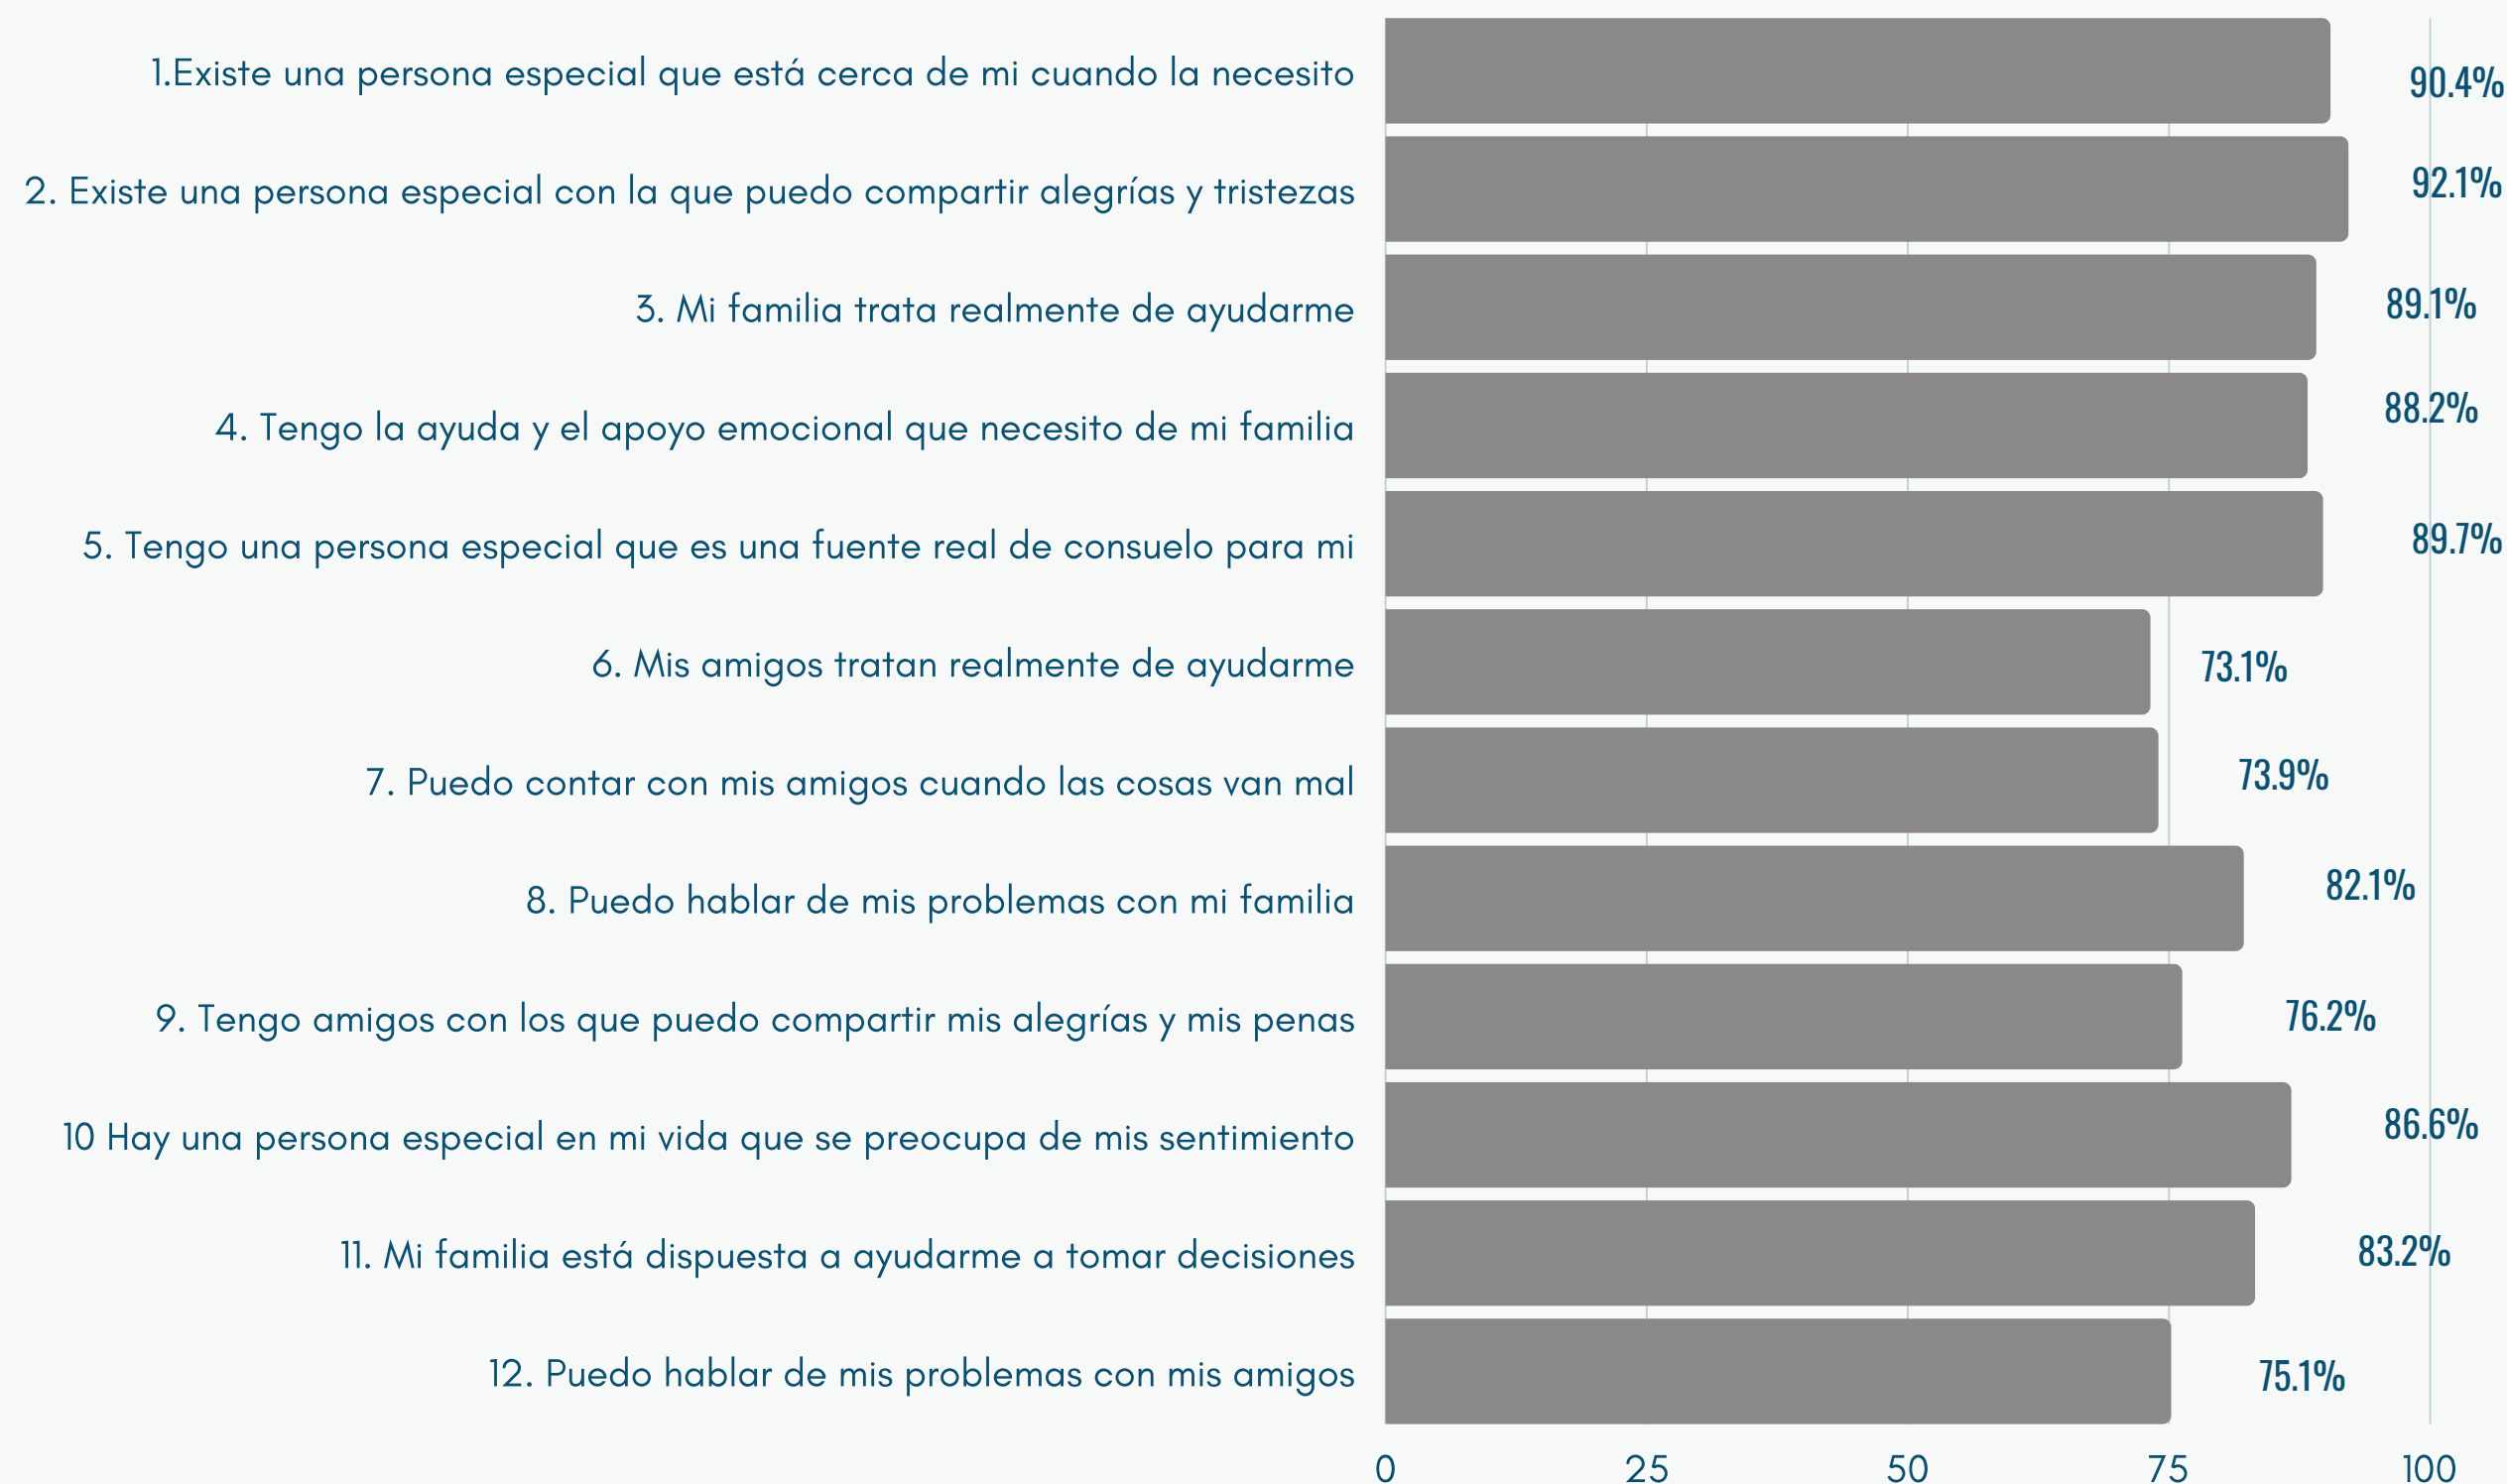 1.Existe una persona especial que está cerca de mi cuando la necesito 90.4%
2. Existe una persona especial con la que puedo compartir alegrías y tristezas 92.1%
3. Mi familia trata realmente de ayudarme 89.1%
4. Tengo la ayuda y el apoyo emocional que necesito de mi familia 88.2%
5. Tengo una persona especial que es una fuente real de consuelo para mi 89.7%
6. Mis amigos tratan realmente de ayudarme 73.1%
7. Puedo contar con mis amigos cuando las cosas van mal 73.9%
8. Puedo hablar de mis problemas con mi familia 82.1%
9. Tengo amigos con los que puedo compartir mis alegrías y mis penas 76.2%
10 Hay una persona especial en mi vida que se preocupa de mis sentimiento 86.6%
11. Mi familia está dispuesta a ayudarme a tomar decisiones 83.2%
12. Puedo hablar de mis problemas con mis amigos 75.1%
0 25 50 75 100